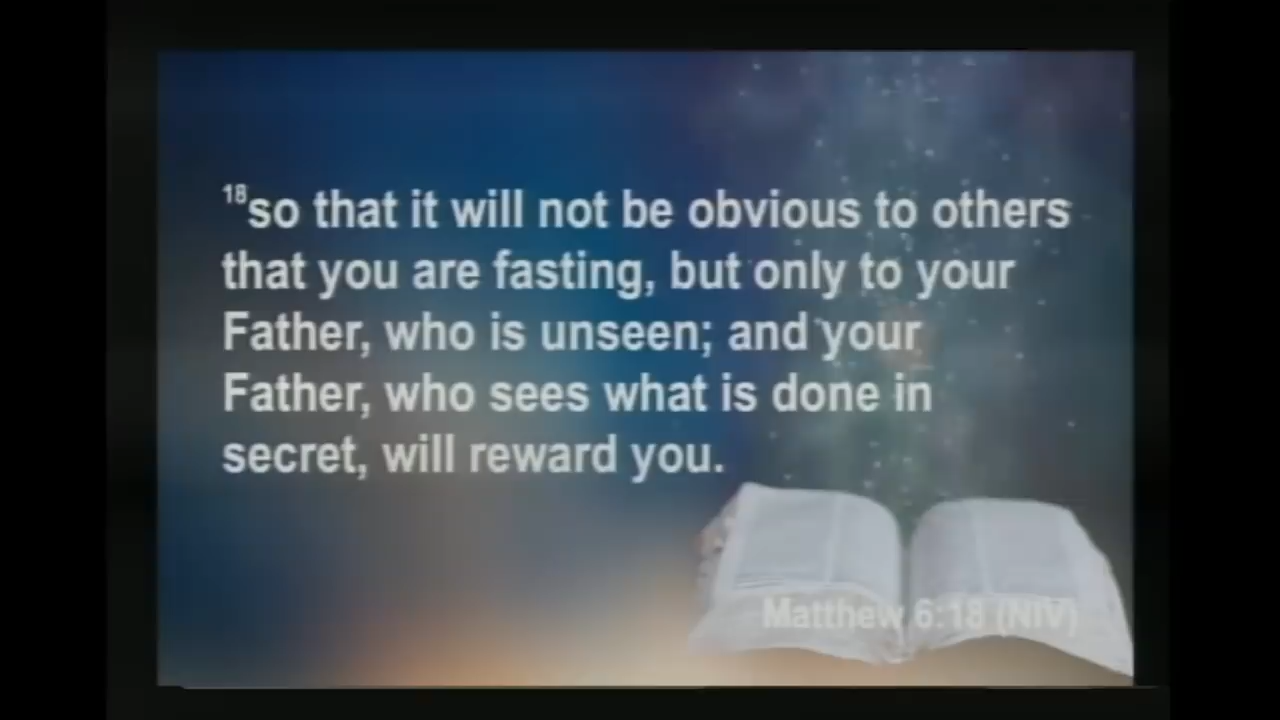 18so that it will not be obvious to others
that you are fasting, but only to your
Father, who is unseen; and your
Father, who sees what is done in
secret, will reward you.
Matthew 6:18 (NIV)